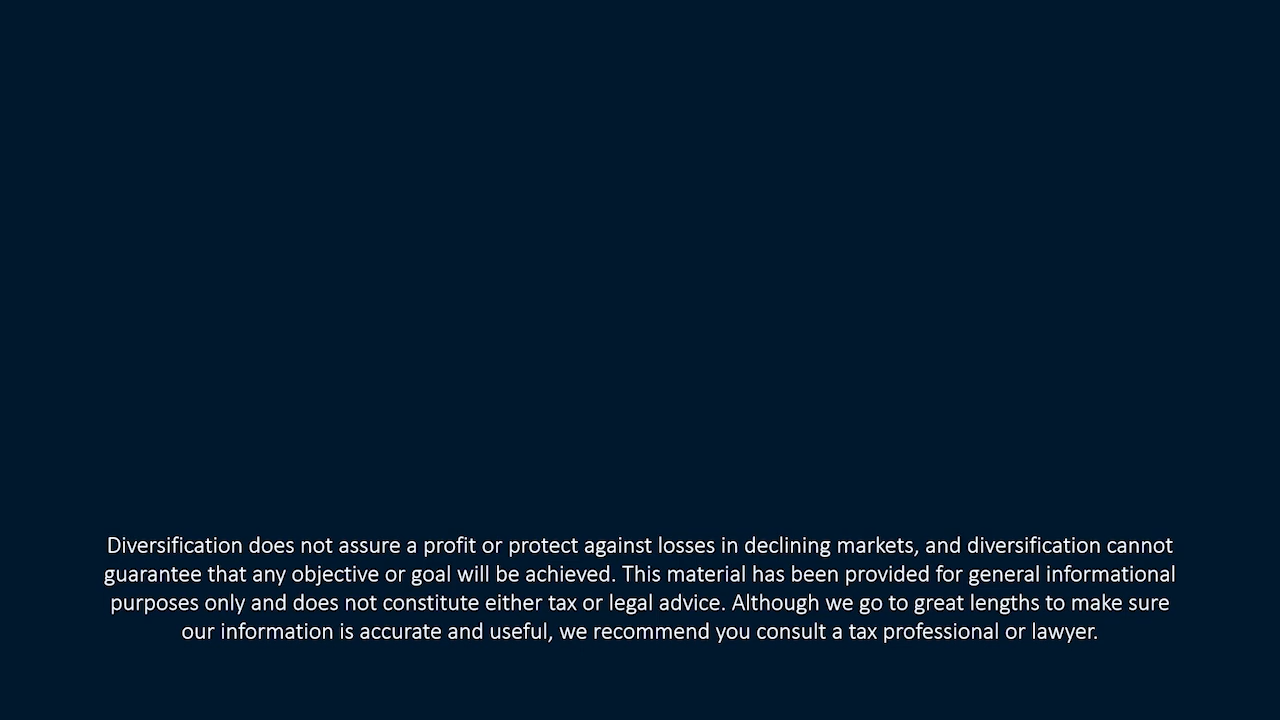 Diversification does not assure a profit or protect against losses in declining markets, and diversification cannot
guarantee that any objective or goal will be achieved. This material has been provided for general informational
purposes only and does not constitute either tax or legal advice. Although we go to great lengths to make sure
our information is accurate and useful, we recommend you consult a tax professional or lawyer.